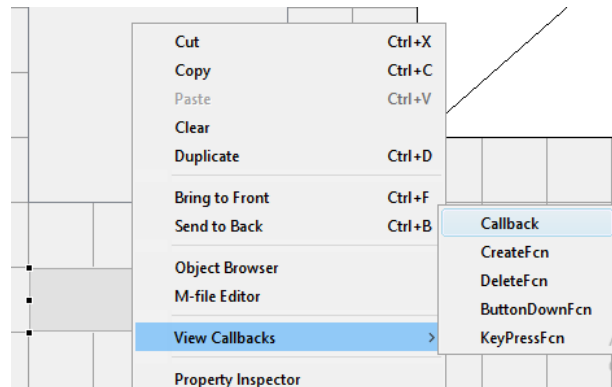 Cut Ctrl+X
Copy Ctrl+C
Paste Ctrl+V
Clear
Duplicate Ctrl+D
Bring to Front Ctrl+F
Send to Back Ctrl+B
Object Browser
M-file Editor
View Callbacks >
Property Inspector
Callback
CreateFcn
DeleteFcn
ButtonDownFcn
KeyPressFcn